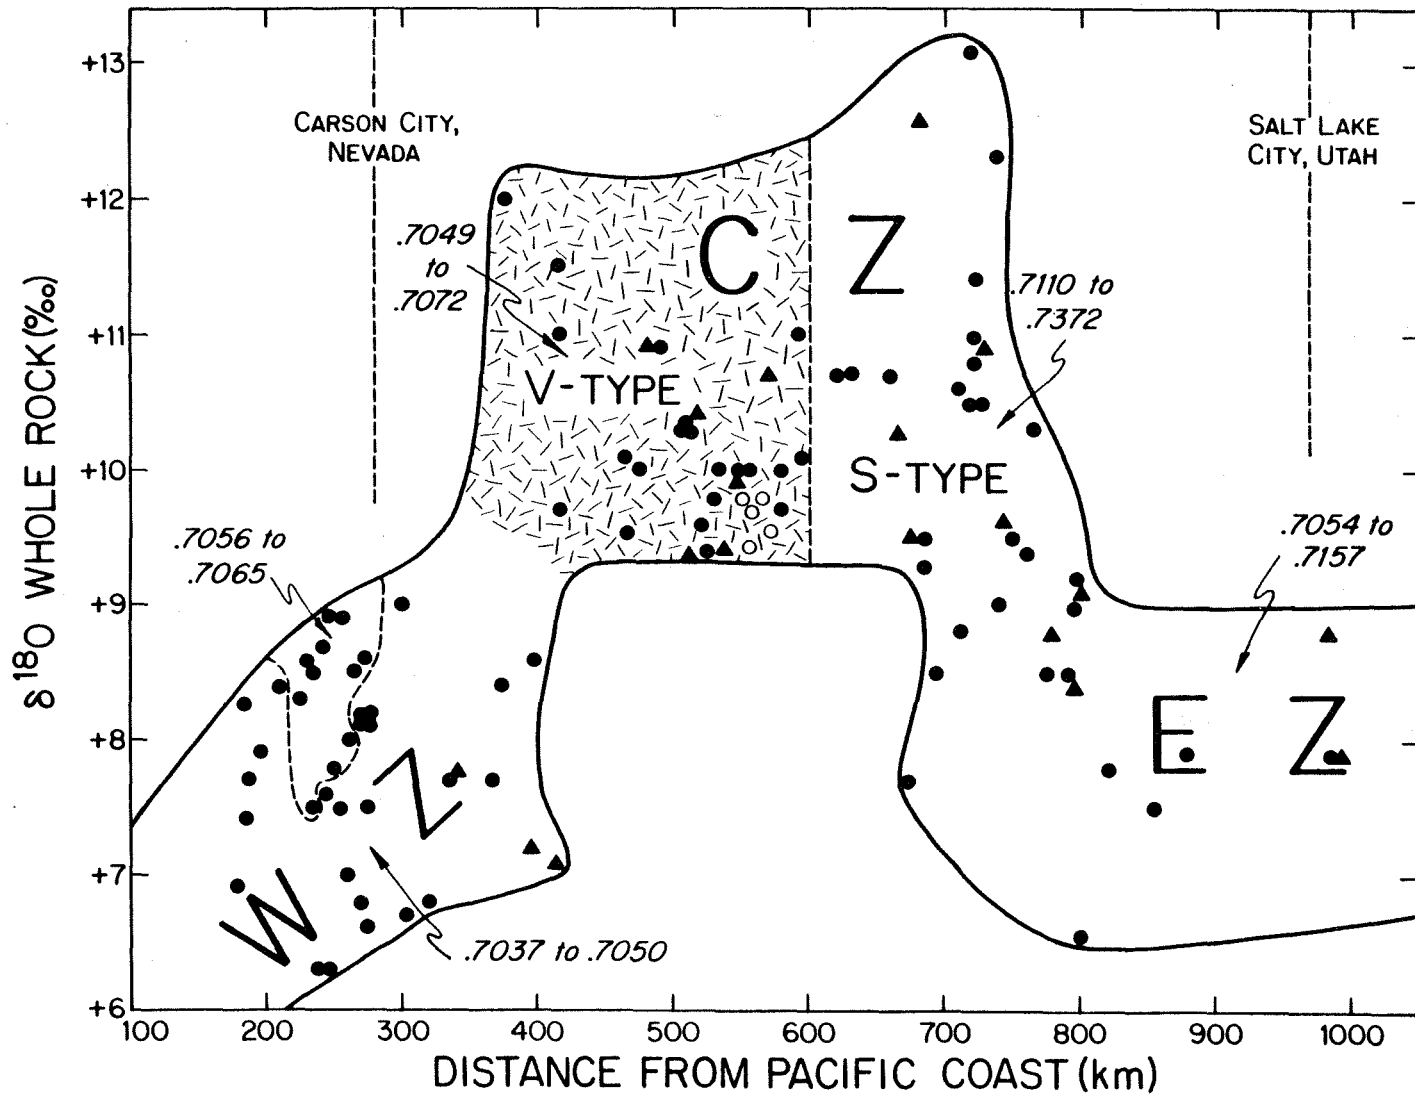 +13
+12
+11
+10
+9
+8
+7
+6
δ¹⁸O WHOLE ROCK (‰)
CARSON CITY,
NEVADA
SALT LAKE
CITY, UTAH
.7049
to
.7072
C Z
.7110 to
.7372
V-TYPE
S-TYPE
.7056 to
.7065
.7054 to
.7157
W Z
E Z
.7037 to .7050
100 200 300 400 500 600 700 800 900 1000
DISTANCE FROM PACIFIC COAST (km)